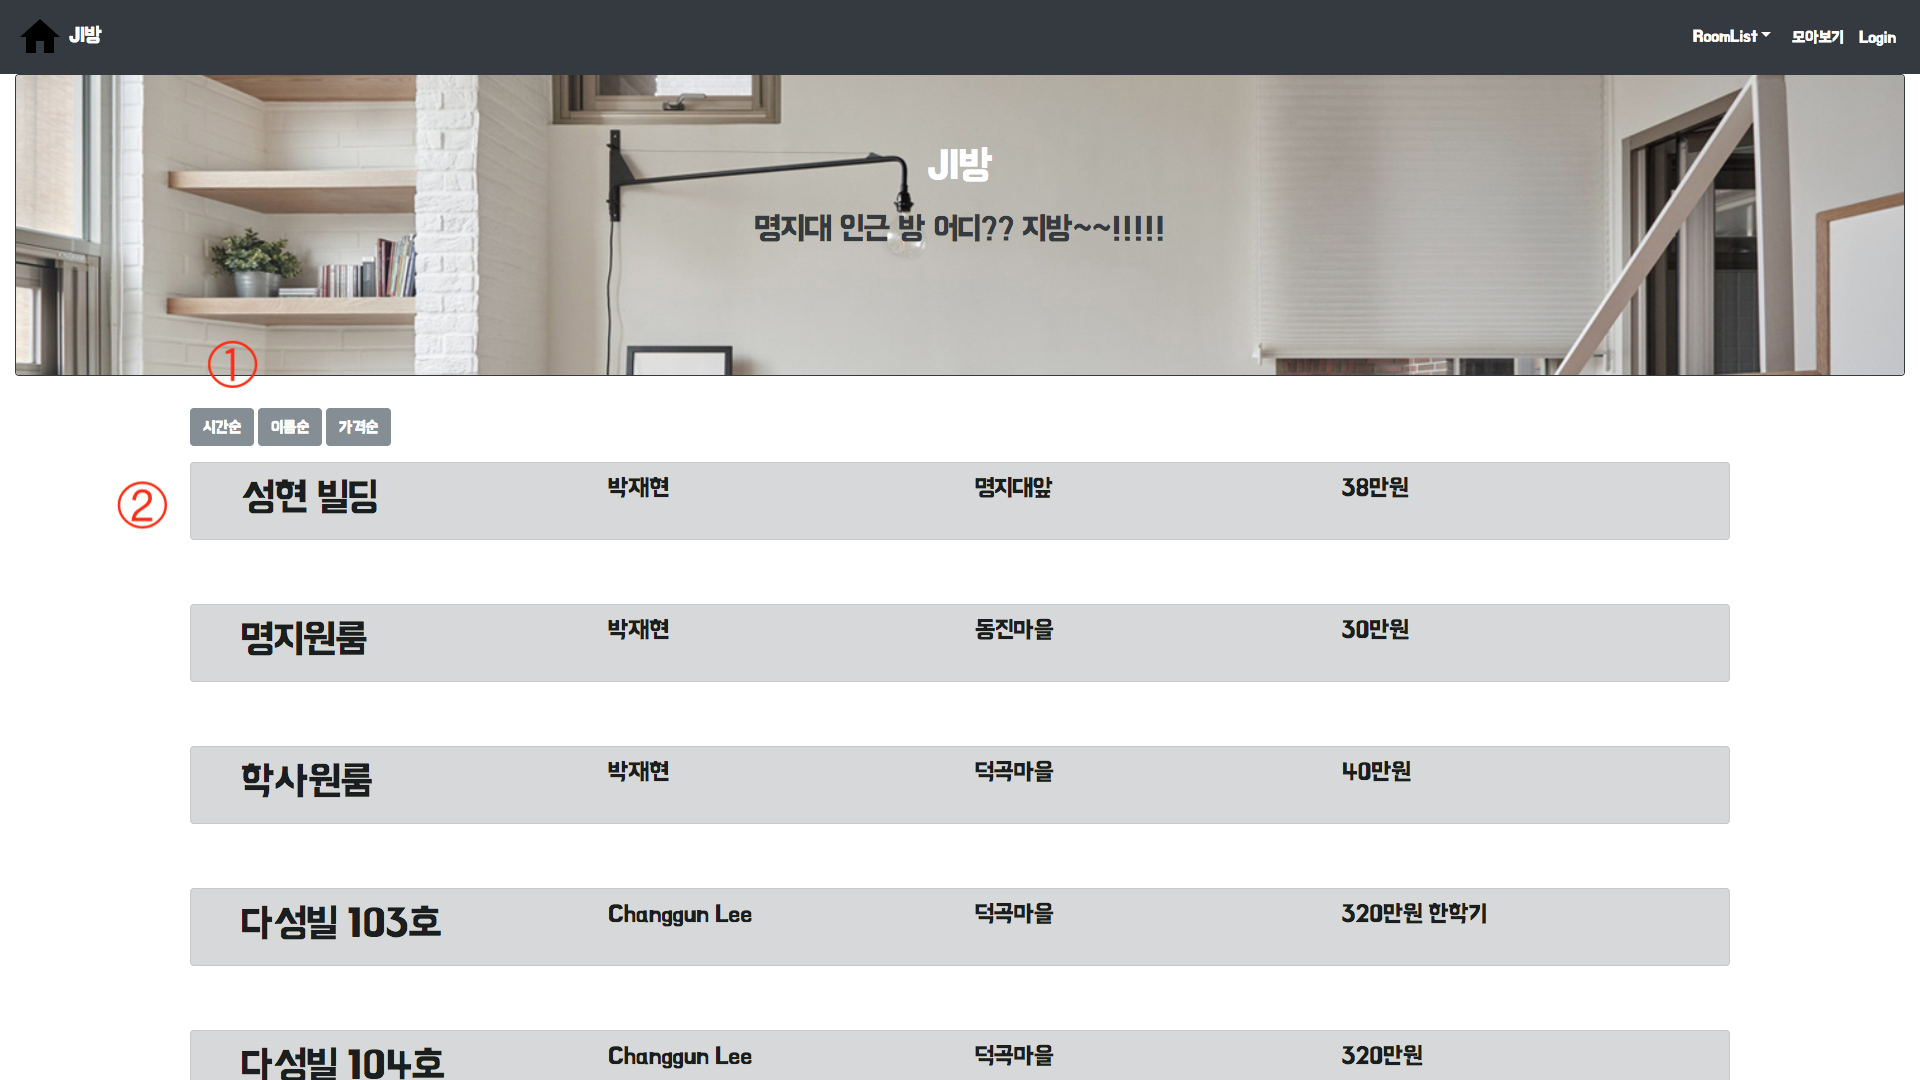 JI방 RoomList 모아보기 Login
JI방
명지대 인근 방 어디?? 지방~~!!!!!
①
시간순 이름순 가격순
②
성현 빌딩 박재현 명지대앞 38만원
명지원룸 박재현 동진마을 30만원
학사원룸 박재현 덕곡마을 40만원
다성빌 103호 Changgun Lee 덕곡마을 320만원 한학기
다성빌 104호 Changgun Lee 덕곡마을 320만원